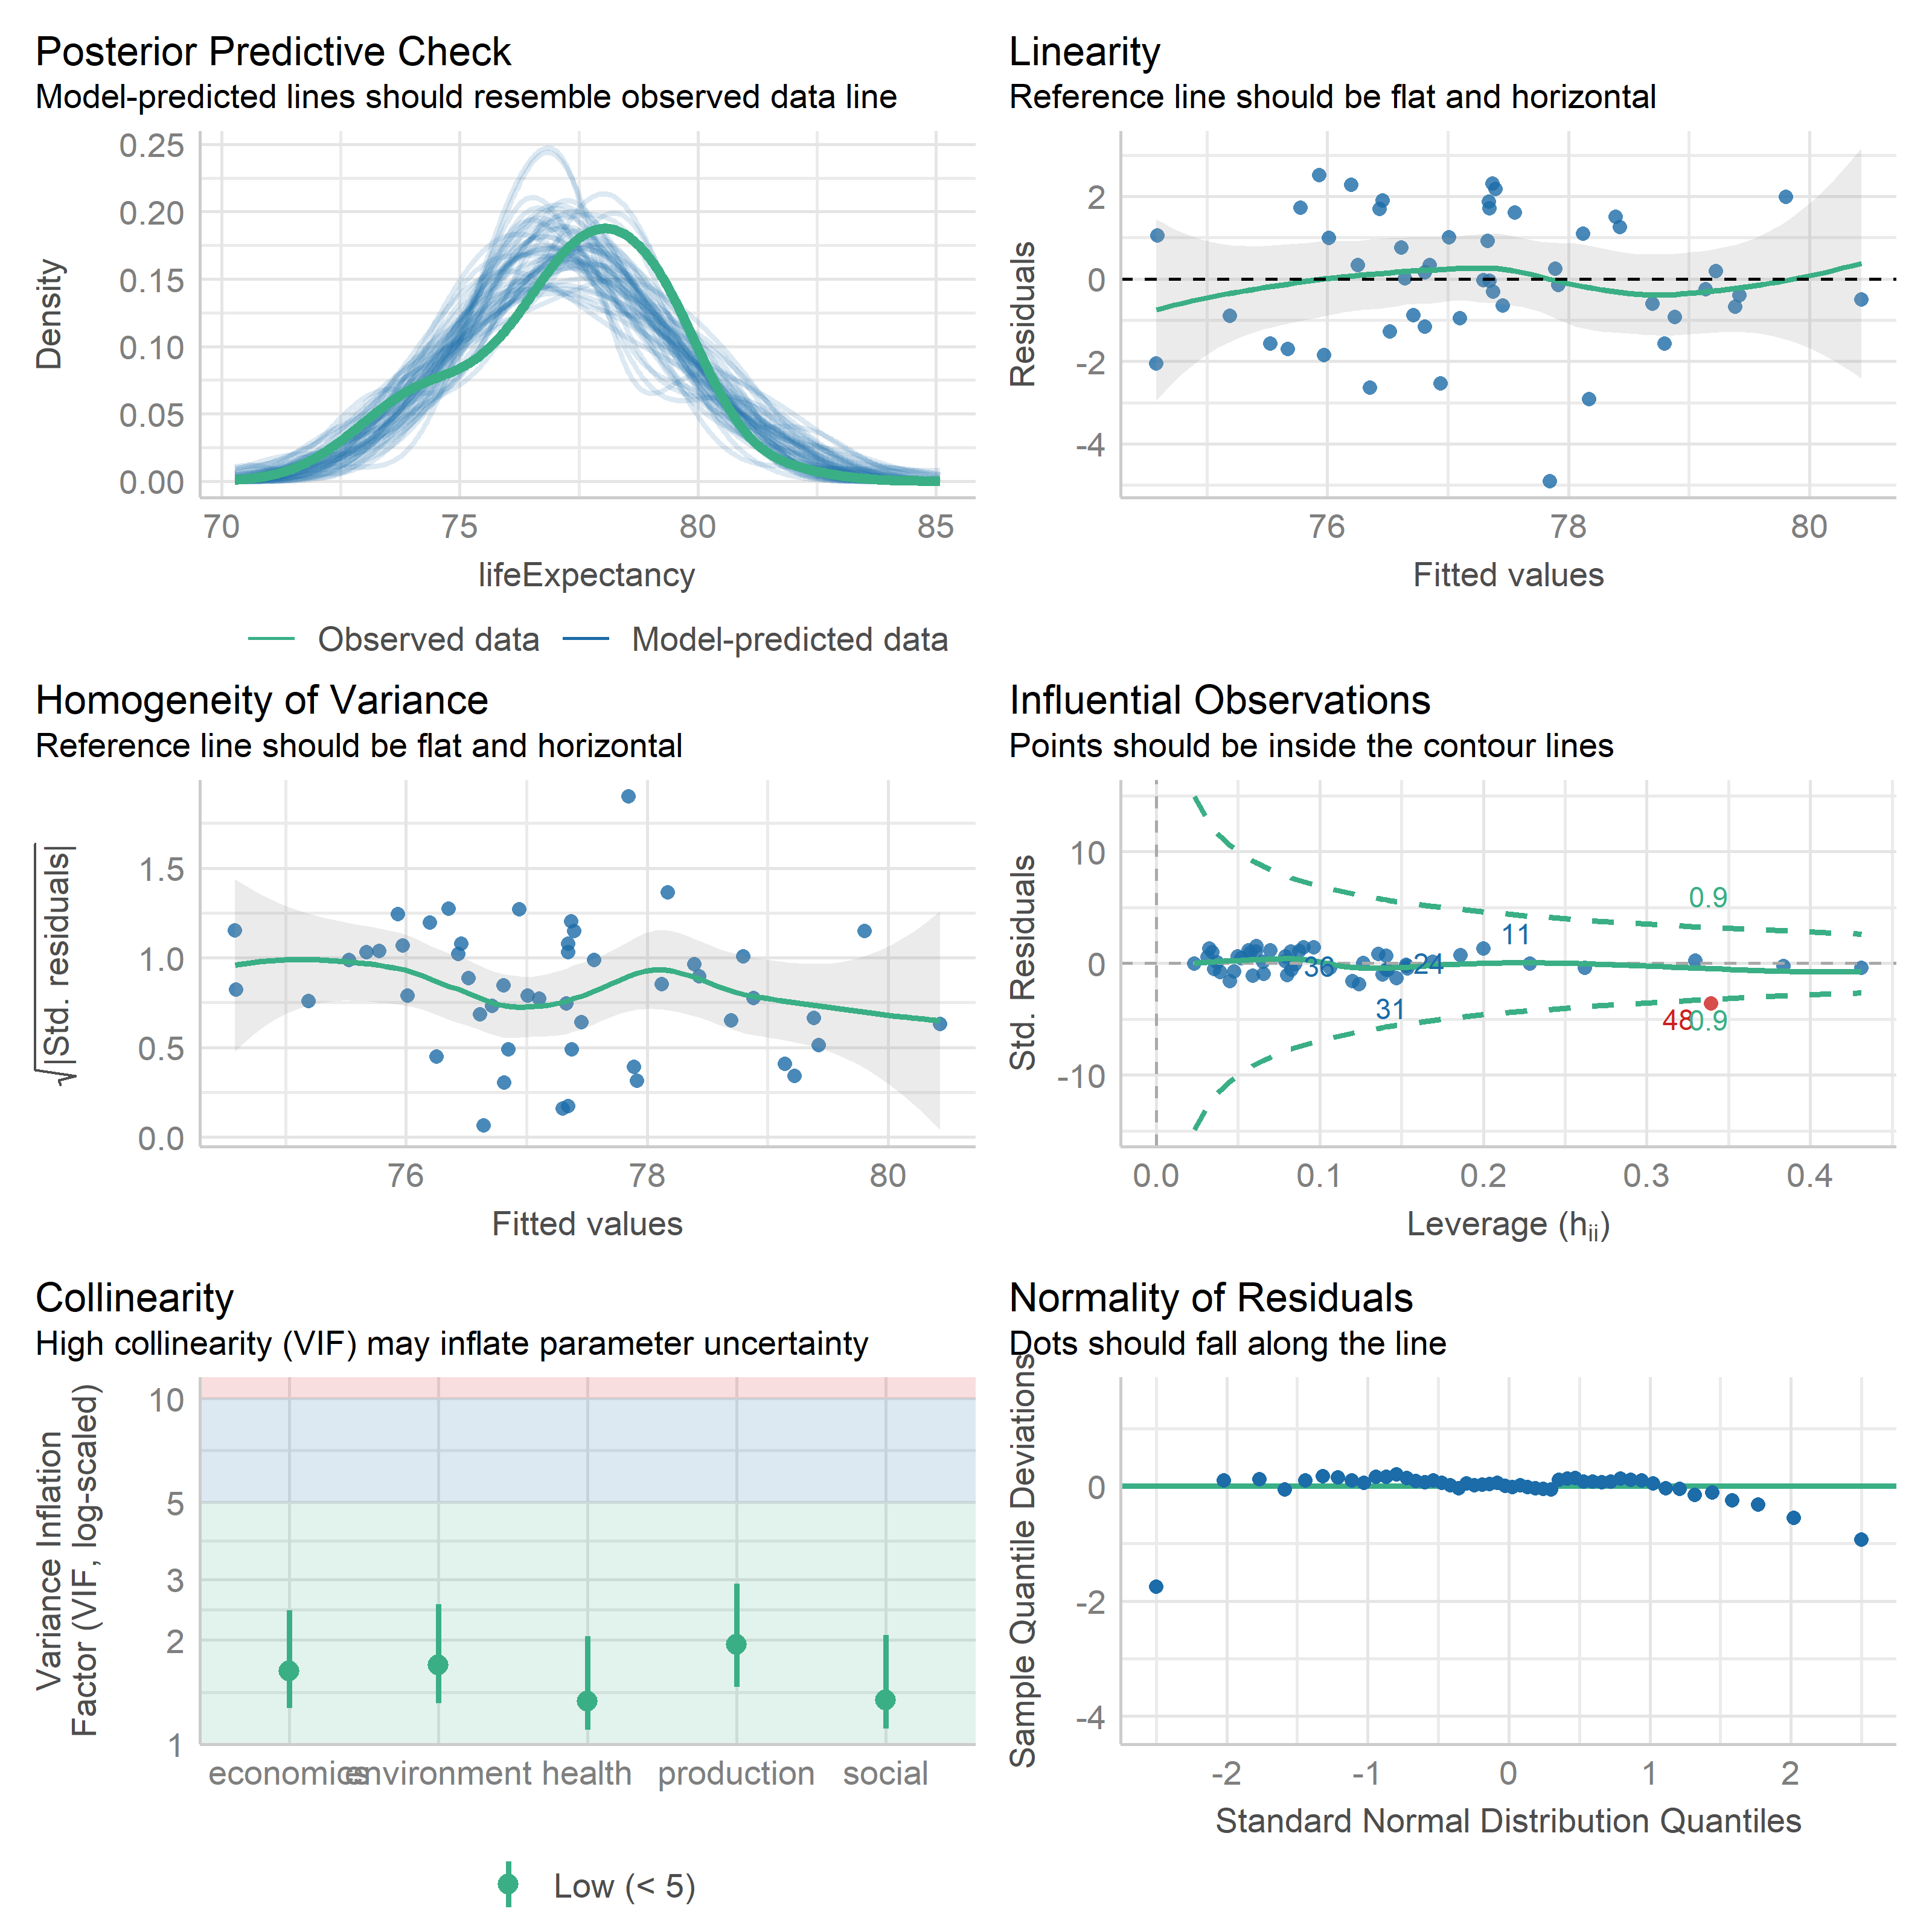 Posterior Predictive Check
Model-predicted lines should resemble observed data line
Density
0.25
0.20
0.15
0.10
0.05
0.00
70
75
80
85
lifeExpectancy
Observed data
Model-predicted data
Linearity
Reference line should be flat and horizontal
Residuals
2
0
-2
-4
76
78
80
Fitted values
Homogeneity of Variance
Reference line should be flat and horizontal
√|Std. residuals|
1.5
1.0
0.5
0.0
76
78
80
Fitted values
Influential Observations
Points should be inside the contour lines
Std. Residuals
10
0
-10
0.9
11
36
24
31
48
0.9
0.0
0.1
0.2
0.3
0.4
Leverage (hii)
Collinearity
High collinearity (VIF) may inflate parameter uncertainty
Variance Inflation
Factor (VIF, log-scaled)
10
5
3
2
1
economics
environment
health
production
social
Low (< 5)
Normality of Residuals
Dots should fall along the line
Sample Quantile Deviations
0
-2
-4
-2
-1
0
1
2
Standard Normal Distribution Quantiles